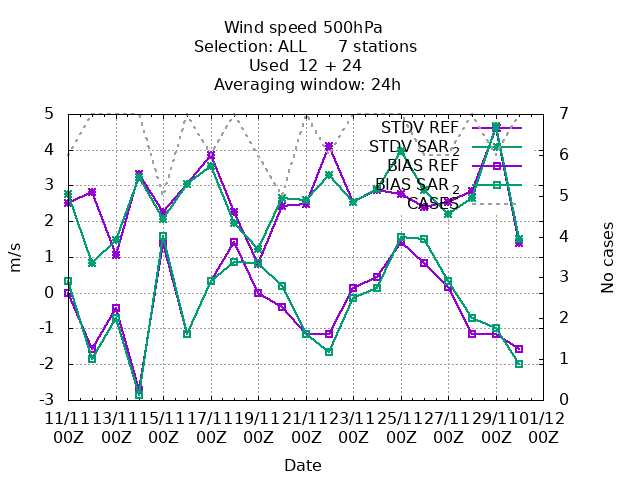 Wind speed 500hPa
Selection: ALL 7 stations
Used 12 + 24
Averaging window: 24h
STDV REF
STDV SAR2
BIAS REF
BIAS SAR2
CASES
5
4
3
2
1
0
-1
-2
-3
m/s
7
6
5
4
3
2
1
0
No cases
11/11 13/11 15/11 17/11 19/11 21/11 23/11 25/11 27/11 29/11 01/12
00Z 00Z 00Z 00Z 00Z 00Z 00Z 00Z 00Z 00Z 00Z
Date